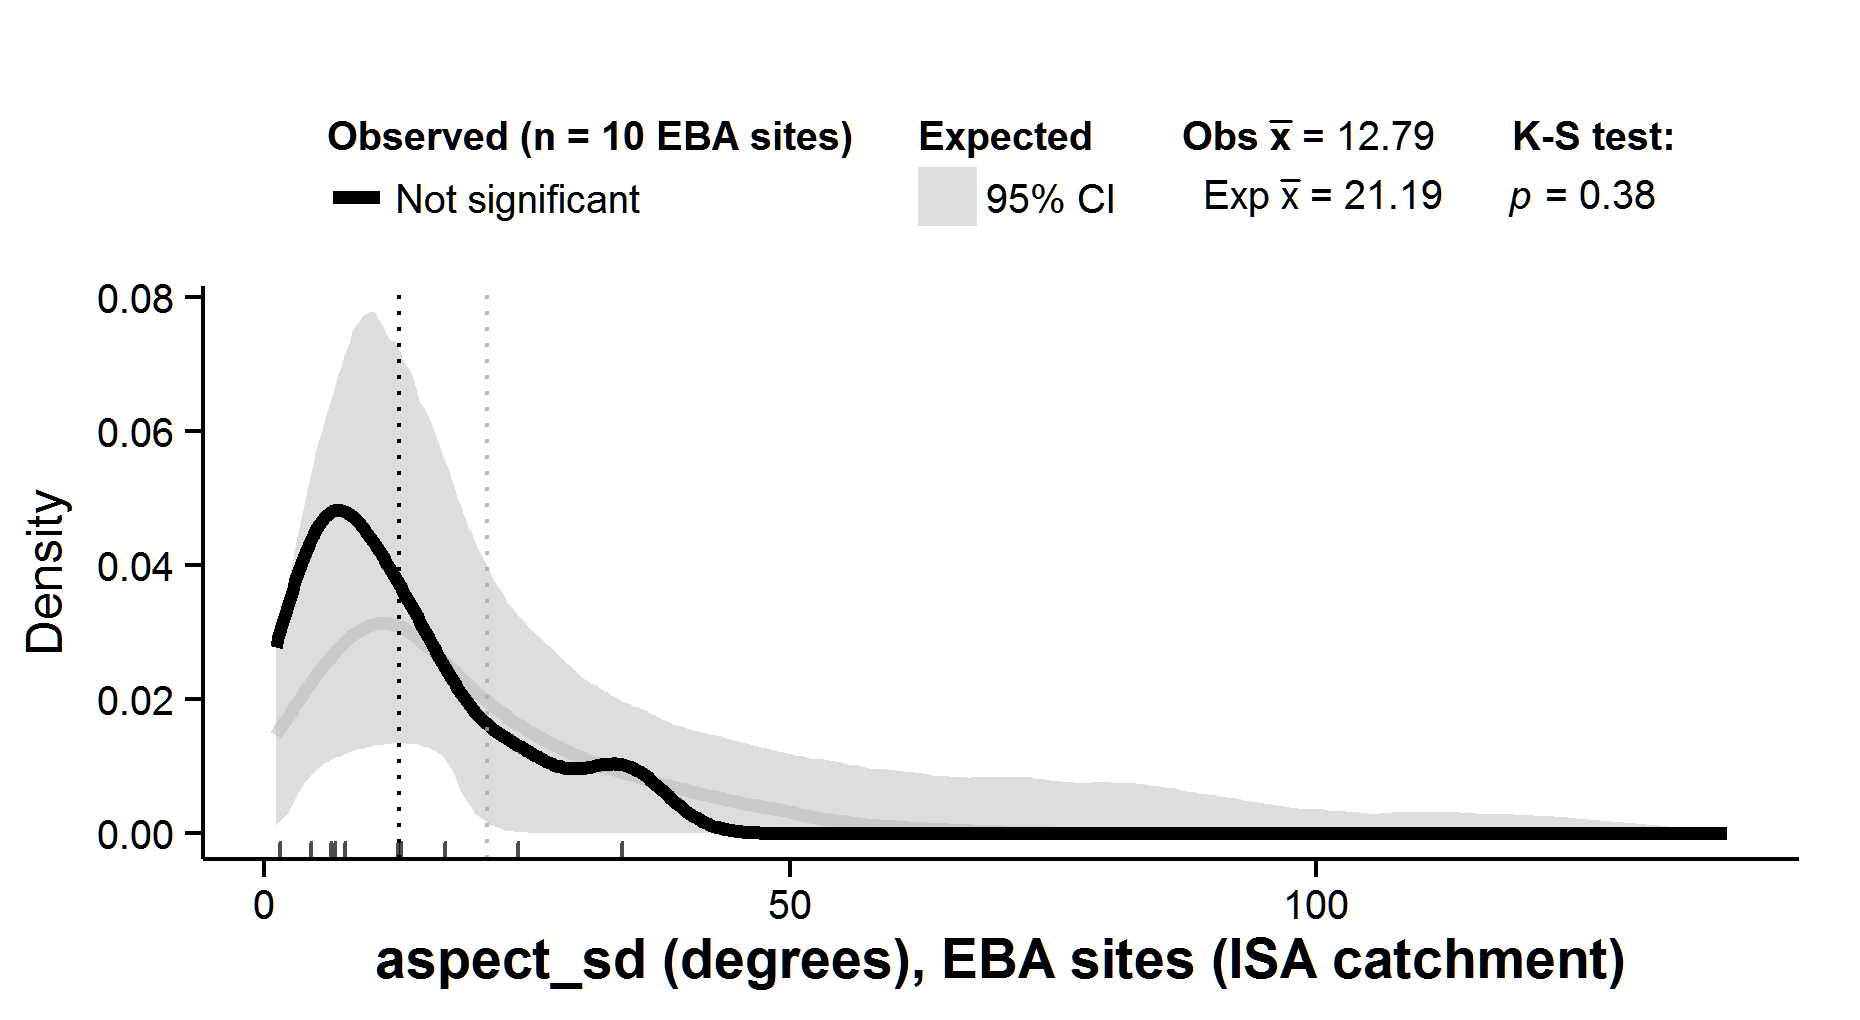 Observed (n = 10 EBA sites) Expected Obs x̅ = 12.79 K-S test:
Not significant 95% CI Exp x̅ = 21.19 p = 0.38
0.08
0.06
0.04
0.02
0.00
Density
0 50 100
aspect_sd (degrees), EBA sites (ISA catchment)